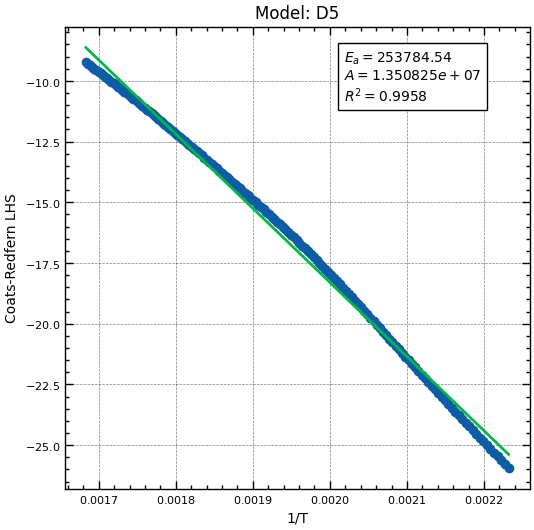 Model: D5
E_a = 253784.54
A = 1.350825e + 07
R^2 = 0.9958
Coats-Redfern LHS
−10.0
−12.5
−15.0
−17.5
−20.0
−22.5
−25.0
0.0017 0.0018 0.0019 0.0020 0.0021 0.0022
1/T